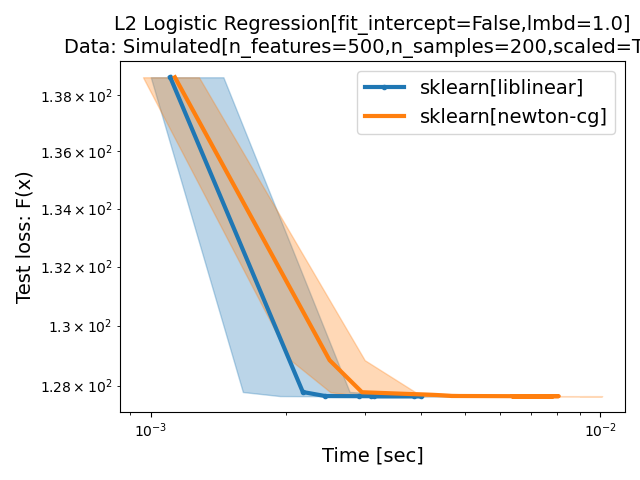 L2 Logistic Regression[fit_intercept=False,lmbd=1.0]
Data: Simulated[n_features=500,n_samples=200,scaled=T
sklearn[liblinear]
sklearn[newton-cg]
1.38 × 10²
1.36 × 10²
1.34 × 10²
1.32 × 10²
1.3 × 10²
1.28 × 10²
Test loss: F(x)
10⁻³
10⁻²
Time [sec]